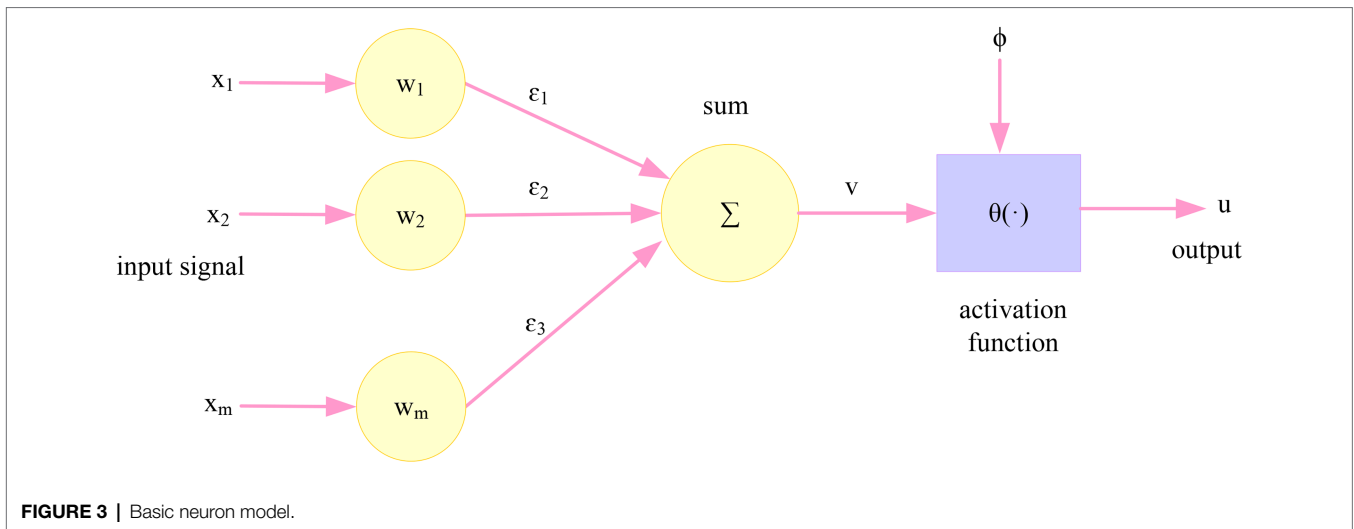 x₁
w₁
ε₁
x₂
w₂
ε₂
input signal
xₘ
wₘ
ε₃
sum
∑
v
ϕ
θ(·)
activation
function
u
output
FIGURE 3 | Basic neuron model.